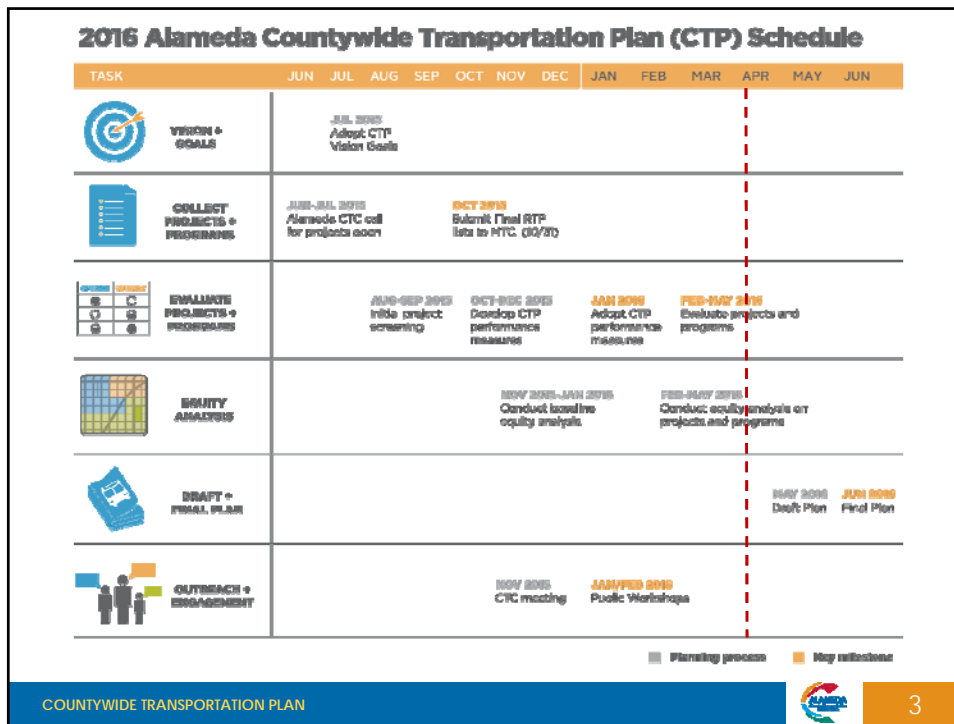 2016 Alameda Countywide Transportation Plan (CTP) Schedule
TASK JUN JUL AUG SEP OCT NOV DEC JAN FEB MAR APR MAY JUN
VISION +
GOALS
JUL 2015
Adopt CTP
Vision Goals
COLLECT
PROJECTS +
PROGRAMS
JUN-JUL 2015
Alameda CTC call
for projects open
OCT 2015
Submit Final RTP
lists to MTC (10/31)
EVALUATE
PROJECTS +
PROGRAMS
AUG-SEP 2015
Initial project
screening
OCT-DEC 2015
Develop CTP
performance
measures
JAN 2016
Adopt CTP
performance
measures
FEB-MAY 2016
Evaluate projects and
programs
EQUITY
ANALYSIS
NOV 2015-JAN 2016
Conduct baseline
equity analysis
FEB-MAY 2016
Conduct equity analysis on
projects and programs
DRAFT +
FINAL PLAN
MAY 2016
Draft Plan
JUN 2016
Final Plan
OUTREACH +
ENGAGEMENT
NOV 2015
CTC meeting
JAN/FEB 2016
Public Workshops
Planning process Key milestone
COUNTYWIDE TRANSPORTATION PLAN
ALAMEDA
3